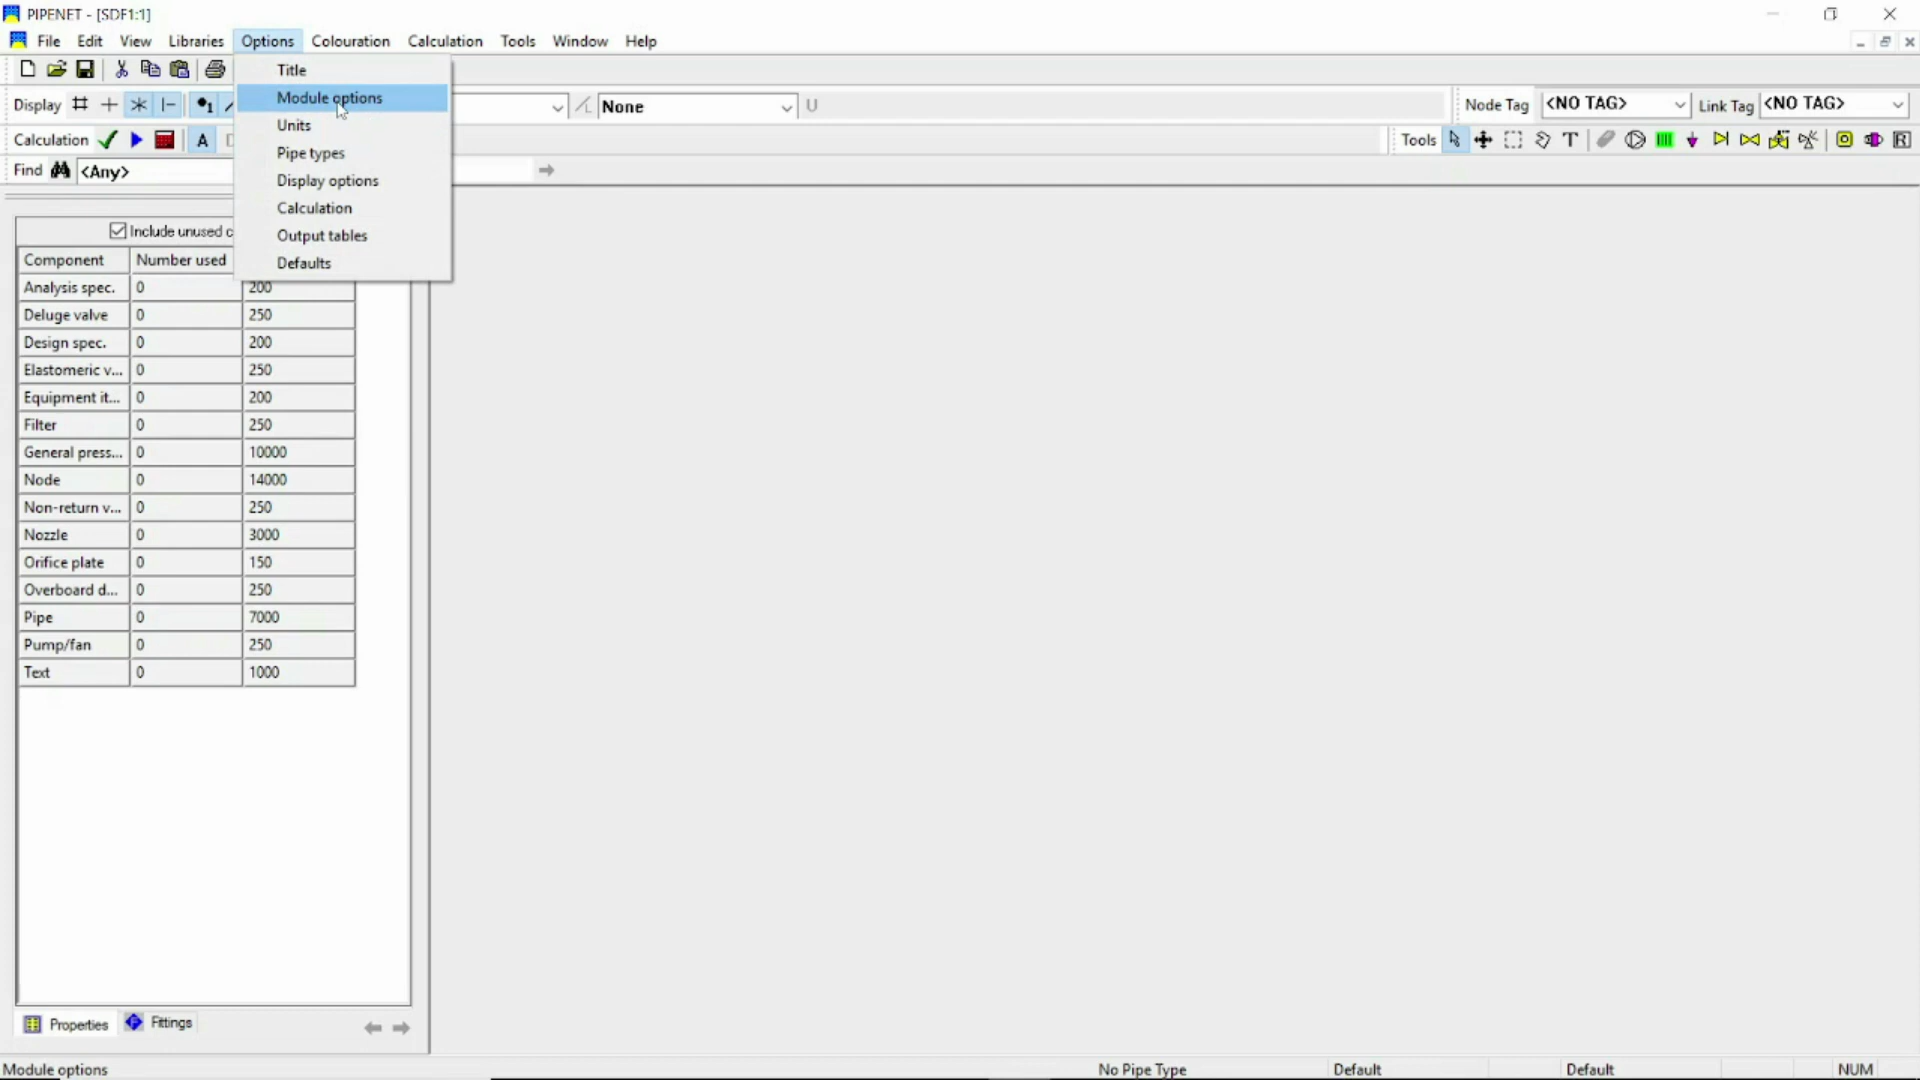 PIPENET - [SDF1:1]
File Edit View Libraries Options Colouration Calculation Tools Window Help
Title
Module options
Units
Pipe types
Display options
Calculation
Output tables
Defaults
Display None U Node Tag <NO TAG> Link Tag <NO TAG>
Calculation A Tools T R
Find <Any>
Include unused c
Component Number used
Analysis spec. 0 200
Deluge valve 0 250
Design spec. 0 200
Elastomeric v... 0 250
Equipment it... 0 200
Filter 0 250
General press... 0 10000
Node 0 14000
Non-return v... 0 250
Nozzle 0 3000
Orifice plate 0 150
Overboard d... 0 250
Pipe 0 7000
Pump/fan 0 250
Text 0 1000
Properties Fittings
Module options No Pipe Type Default Default NUM